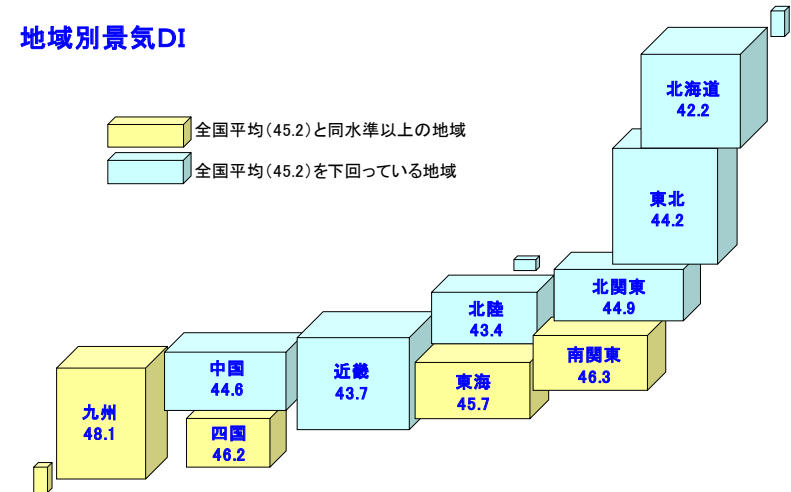 地域別景気DI
全国平均（45.2）と同水準以上の地域
全国平均（45.2）を下回っている地域
北海道
42.2
東北
44.2
北関東
44.9
北陸
43.4
南関東
46.3
東海
45.7
近畿
43.7
中国
44.6
四国
46.2
九州
48.1